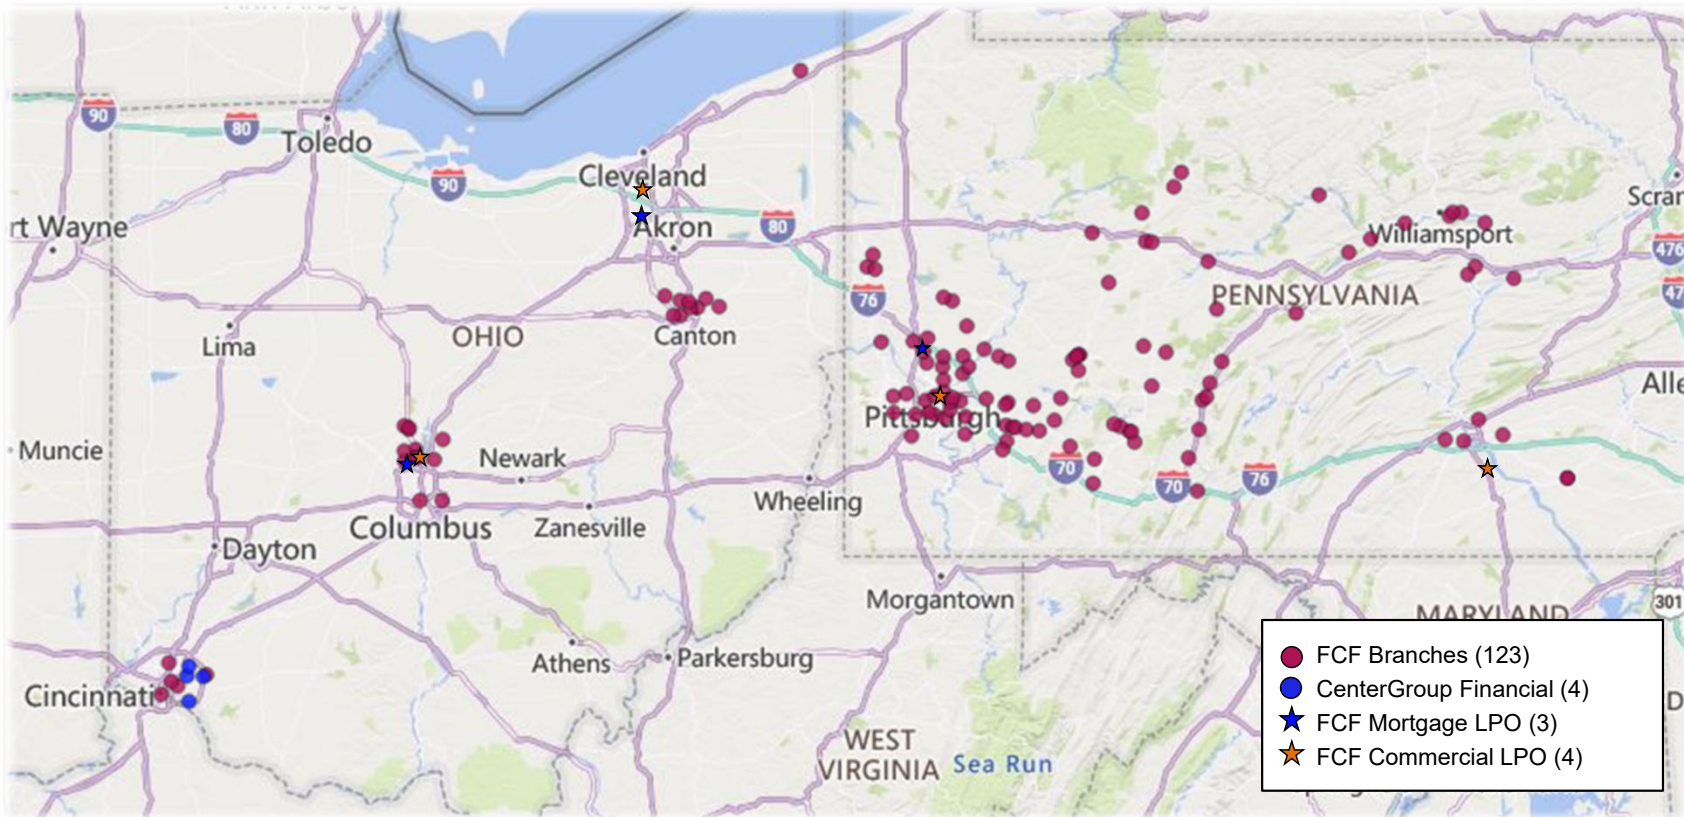 90
80
Toledo
90
Cleveland
Scrar
rt Wayne
Akron
80
Williamsport
476
76
PENNSYLVANIA
47
OHIO
Lima
Canton
Alle
Pittsburgh
Muncie
Newark
70
70
76
Wheeling
Columbus
Zanesville
Dayton
Morgantown
MARYLAND
301
Athens
Parkersburg
Cincinnati
WEST
VIRGINIA
Sea Run
D
FCF Branches (123)
CenterGroup Financial (4)
FCF Mortgage LPO (3)
FCF Commercial LPO (4)